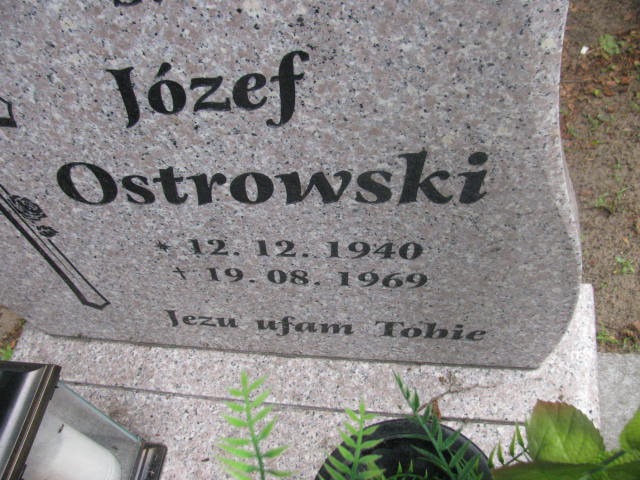 Józef
Ostrowski
* 12. 12. 1940
† 19. 08. 1969
Jezu ufam Tobie